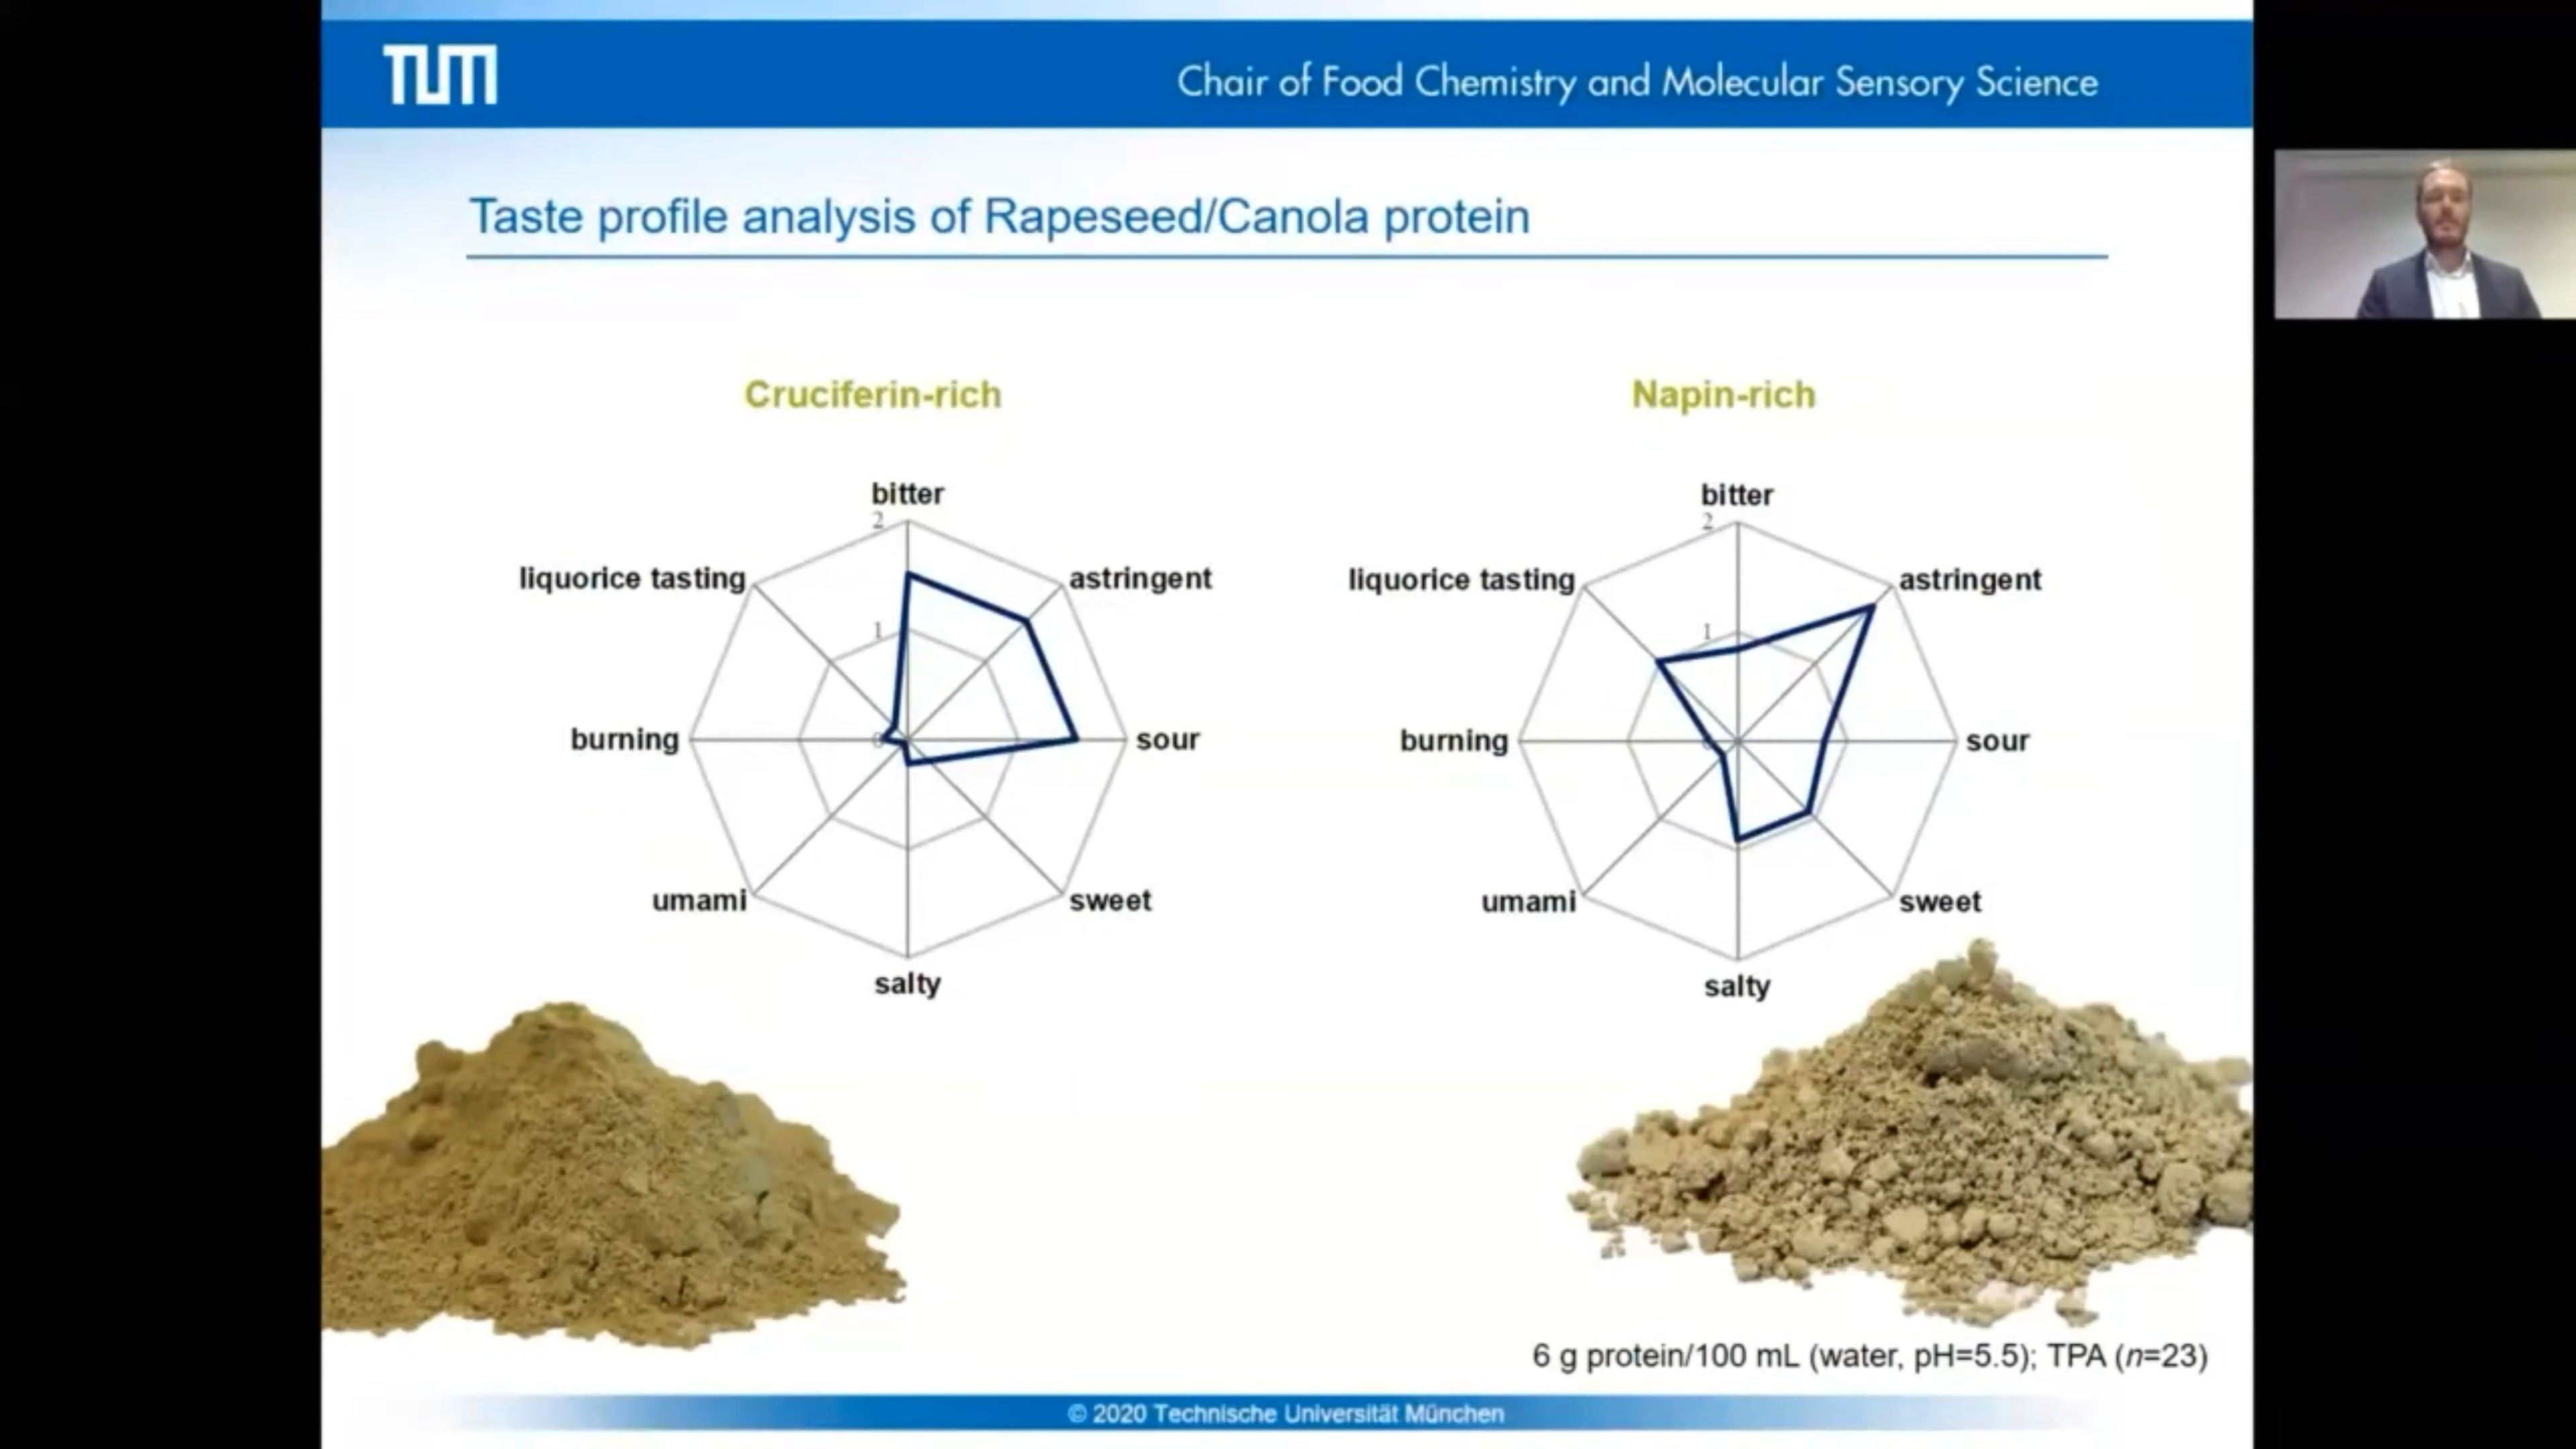 TUM
Chair of Food Chemistry and Molecular Sensory Science
Taste profile analysis of Rapeseed/Canola protein
Cruciferin-rich
bitter
2
liquorice tasting
astringent
1
burning
0
sour
umami
sweet
salty
Napin-rich
bitter
2
liquorice tasting
astringent
1
burning
sour
umami
sweet
salty
6 g protein/100 mL (water, pH=5.5); TPA (n=23)
© 2020 Technische Universität München